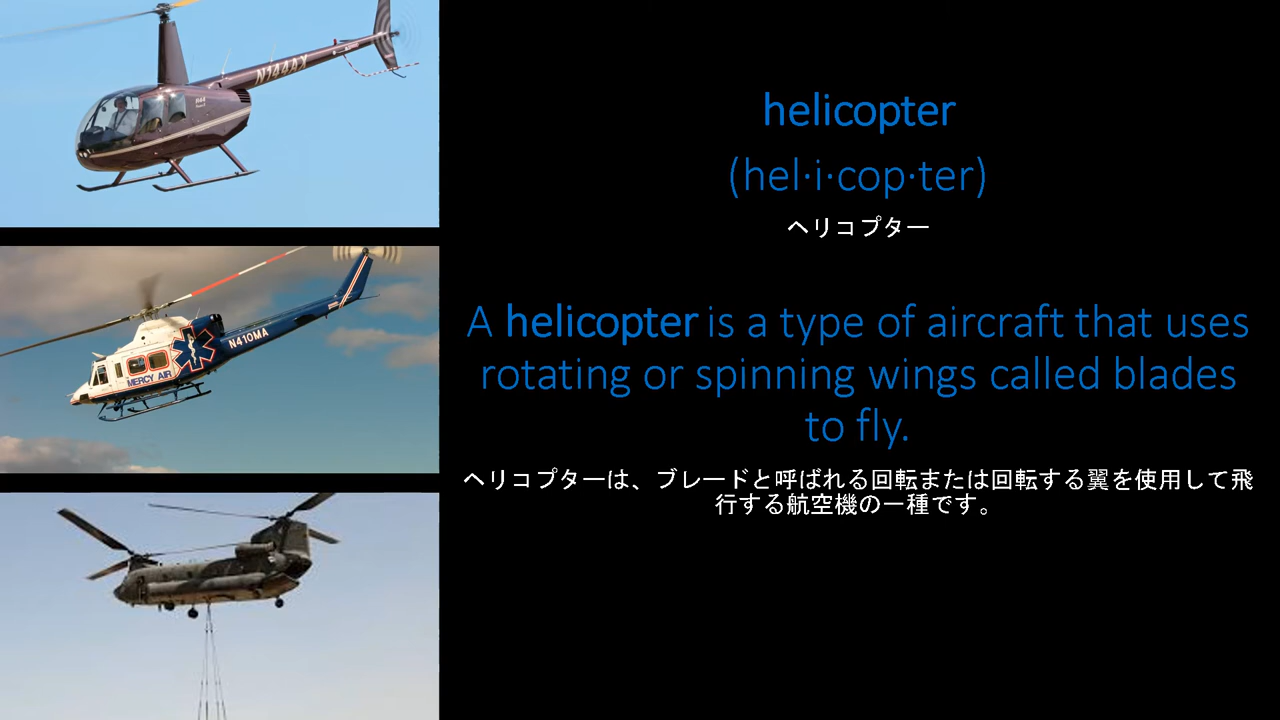 N144AX
helicopter
(hel·i·cop·ter)
ヘリコプター
N410MA
MERCY AIR
A helicopter is a type of aircraft that uses
rotating or spinning wings called blades
to fly.
ヘリコプターは、ブレードと呼ばれる回転または回転する翼を使用して飛
行する航空機の一種です。